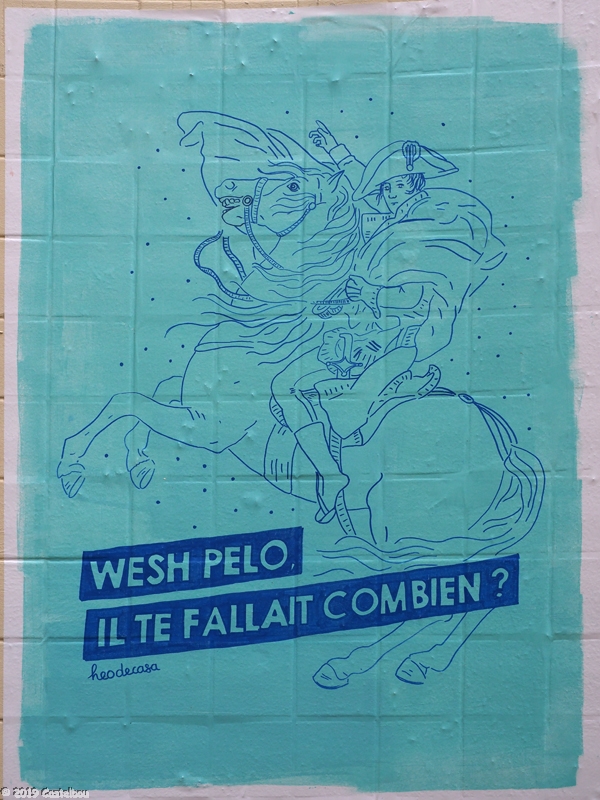 WESH PELO,
IL TE FALLAIT COMBIEN ?
heodecasa
© 2019 Castelbou